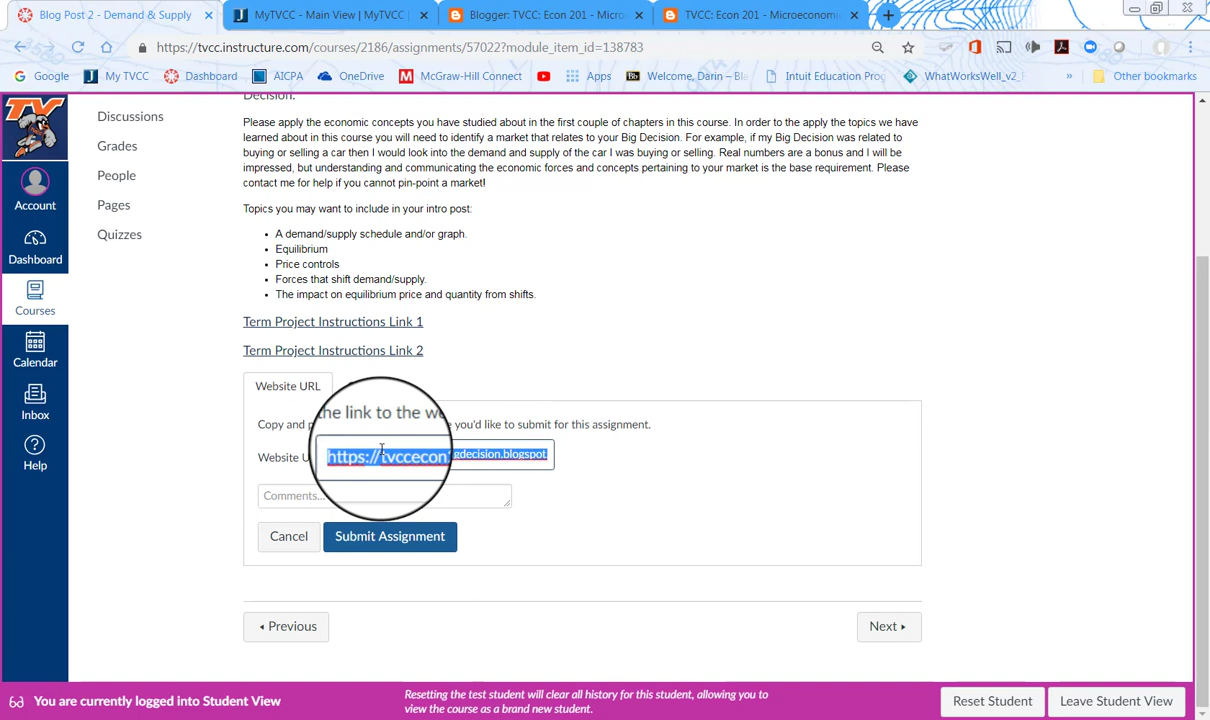 Blog Post 2 - Demand & Supply
MyTVCC - Main View | MyTVCC |
Blogger: TVCC: Econ 201 - Micro
TVCC: Econ 201 - Microeconomi
https://tvcc.instructure.com/courses/2186/assignments/57022?module_item_id=138783
Google
My TVCC
Dashboard
AICPA
OneDrive
McGraw-Hill Connect
Apps
Welcome, Darin – Bla
Intuit Education Prog
WhatWorksWell_v2_F
Other bookmarks
TV
Account
Dashboard
Courses
Calendar
Inbox
Help
Discussions
Grades
People
Pages
Quizzes
Decision.
Please apply the economic concepts you have studied about in the first couple of chapters in this course. In order to the apply the topics we have
learned about in this course you will need to identify a market that relates to your Big Decision. For example, if my Big Decision was related to
buying or selling a car then I would look into the demand and supply of the car I was buying or selling. Real numbers are a bonus and I will be
impressed, but understanding and communicating the economic forces and concepts pertaining to your market is the base requirement. Please
contact me for help if you cannot pin-point a market!
Topics you may want to include in your intro post:
A demand/supply schedule and/or graph.
Equilibrium
Price controls
Forces that shift demand/supply.
The impact on equilibrium price and quantity from shifts.
Term Project Instructions Link 1
Term Project Instructions Link 2
Website URL
Copy and p the link to the we e you'd like to submit for this assignment.
Website U https://tvccecon gdecision.blogspot
Comments...
Cancel
Submit Assignment
Previous
Next
You are currently logged into Student View
Resetting the test student will clear all history for this student, allowing you to
view the course as a brand new student.
Reset Student
Leave Student View